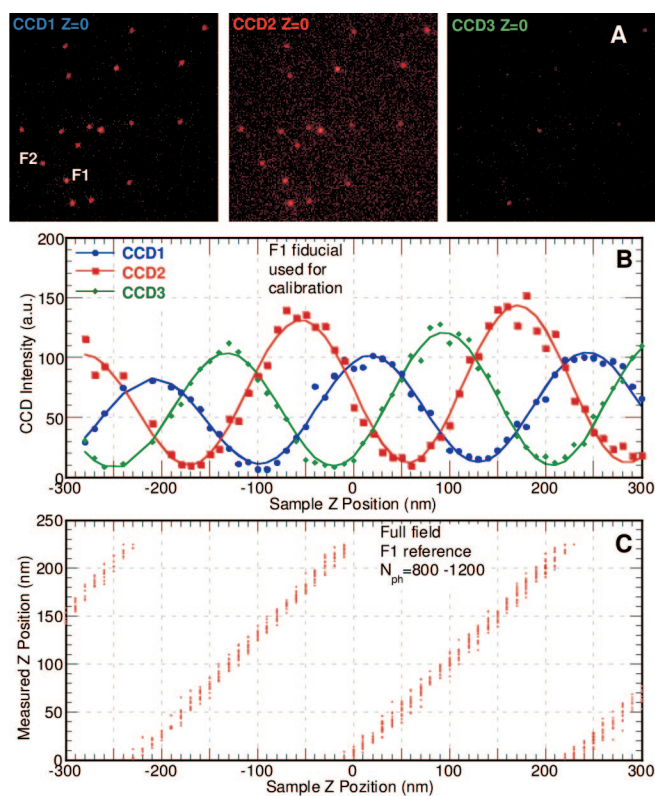 CCD1 Z=0
CCD2 Z=0
CCD3 Z=0
A
F2
F1
200
150
100
50
0
CCD Intensity (a.u.)
CCD1
CCD2
CCD3
F1 fiducial
used for
calibration
B
-300 -200 -100 0 100 200 300
Sample Z Position (nm)
250
200
150
100
50
0
Measured Z Position (nm)
Full field
F1 reference
N_ph=800 -1200
C
-300 -200 -100 0 100 200 300
Sample Z Pozition (nm)